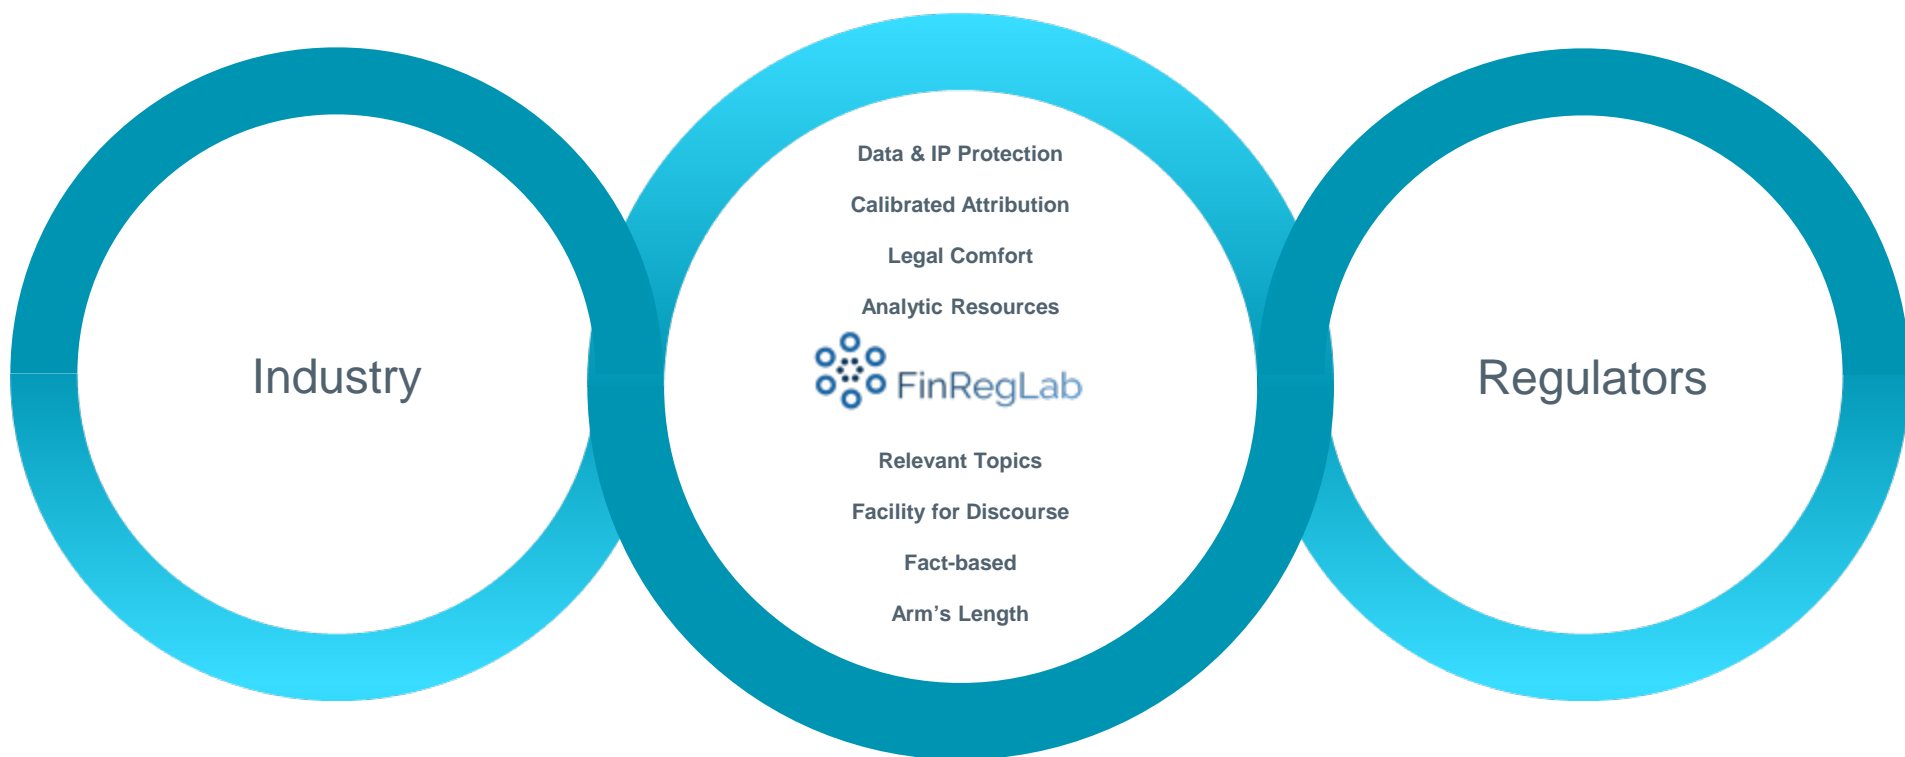 Industry
Data & IP Protection
Calibrated Attribution
Legal Comfort
Analytic Resources
FinRegLab
Relevant Topics
Facility for Discourse
Fact-based
Arm’s Length
Regulators